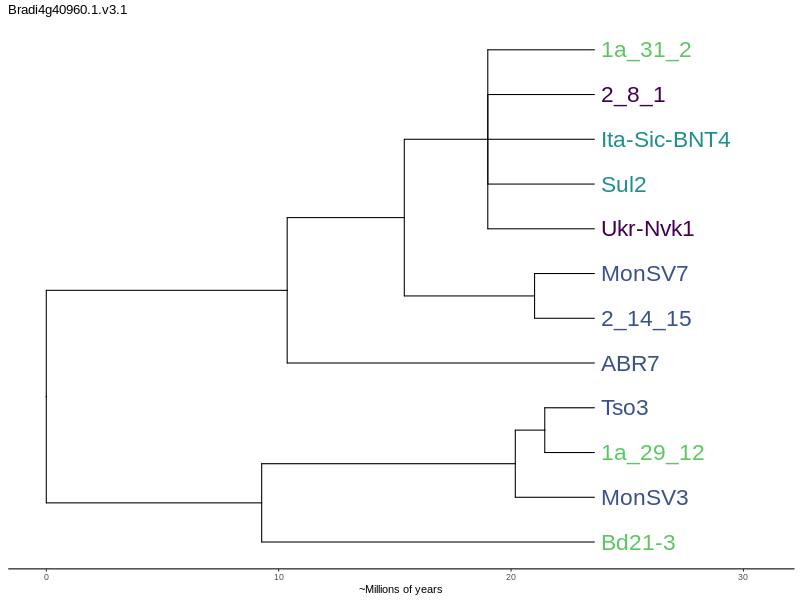 Bradi4g40960.1.v3.1
1a_31_2
2_8_1
Ita-Sic-BNT4
Sul2
Ukr-Nvk1
MonSV7
2_14_15
ABR7
Tso3
1a_29_12
MonSV3
Bd21-3
0 10 20 30
~Millions of years